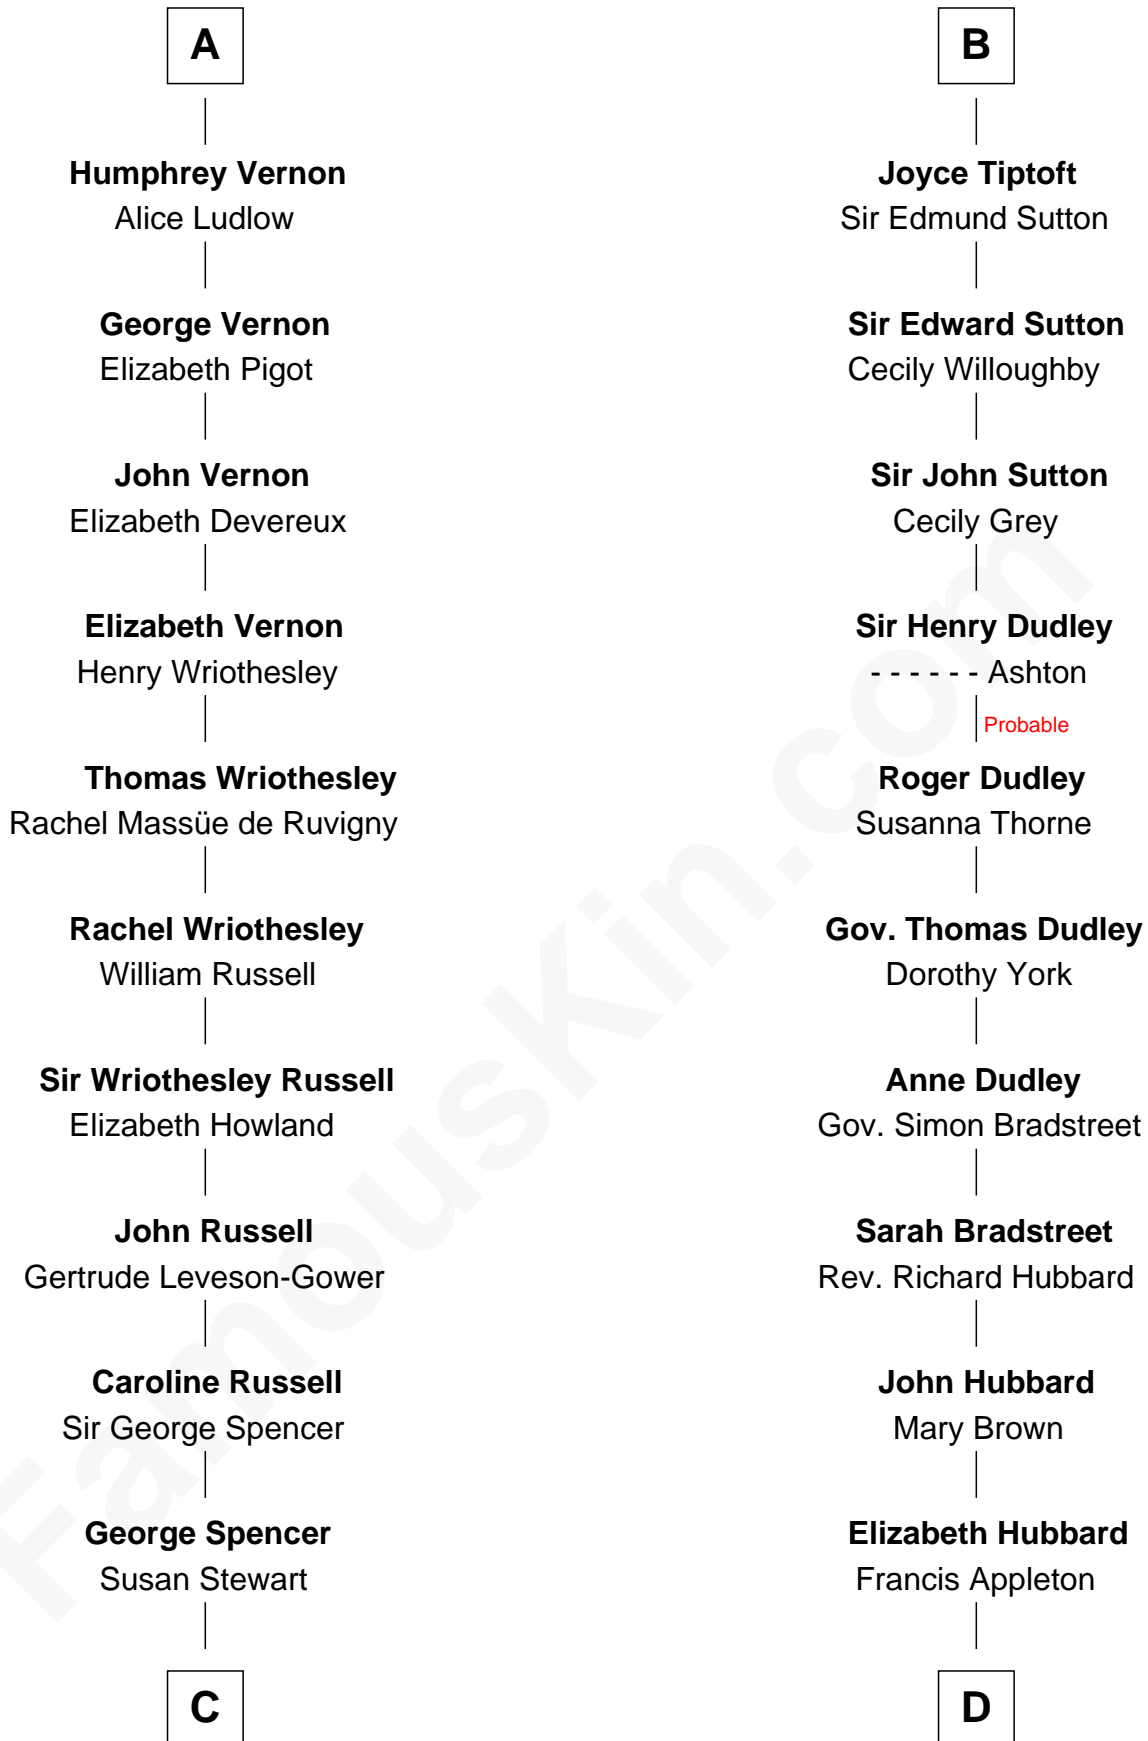 A
Humphrey Vernon
Alice Ludlow
George Vernon
Elizabeth Pigot
John Vernon
Elizabeth Devereux
Elizabeth Vernon
Henry Wriothesley
Thomas Wriothesley
Rachel Massüe de Ruvigny
Rachel Wriothesley
William Russell
Sir Wriothesley Russell
Elizabeth Howland
John Russell
Gertrude Leveson-Gower
Caroline Russell
Sir George Spencer
George Spencer
Susan Stewart
C
B
Joyce Tiptoft
Sir Edmund Sutton
Sir Edward Sutton
Cecily Willoughby
Sir John Sutton
Cecily Grey
Sir Henry Dudley
- - - - - - Ashton
Probable
Roger Dudley
Susanna Thorne
Gov. Thomas Dudley
Dorothy York
Anne Dudley
Gov. Simon Bradstreet
Sarah Bradstreet
Rev. Richard Hubbard
John Hubbard
Mary Brown
Elizabeth Hubbard
Francis Appleton
D
FamousKin.com